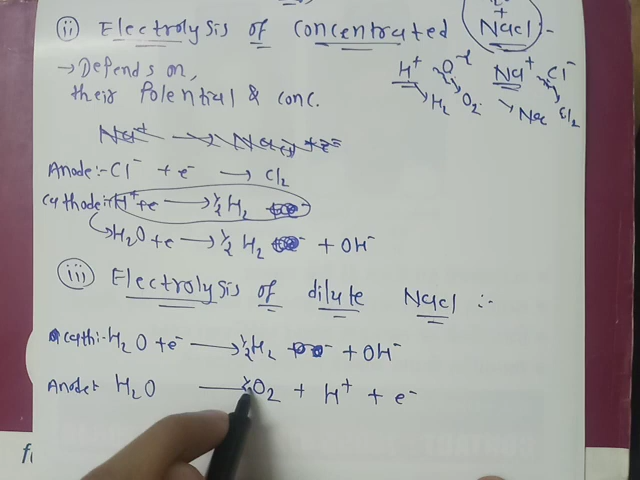 (ii) Electrolysis of Concentrated NaCl :-
→ Depends on,
their Potential & conc.
H⁺ O⁻² Na⁺ Cl⁻
→ H₂ → O₂ → Na → Cl₂
Anode :- Cl⁻ + e⁻ → Cl₂
Cathode :- H⁺ + e → ½ H₂
H₂O + e → ½ H₂ + OH⁻
(iii) Electrolysis of dilute NaCl :-
cath :- H₂O + e⁻ → ½ H₂ + OH⁻
Anode :- H₂O → ½ O₂ + H⁺ + e⁻